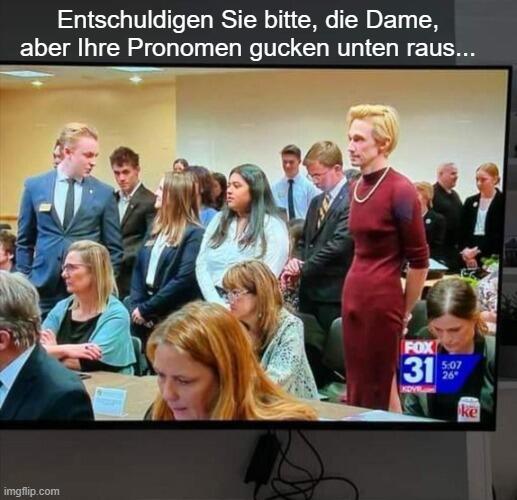 Entschuldigen Sie bitte, die Dame,
aber Ihre Pronomen gucken unten raus...
FOX
31
KDVR.com
5:07
26°
ke
imgflip.com